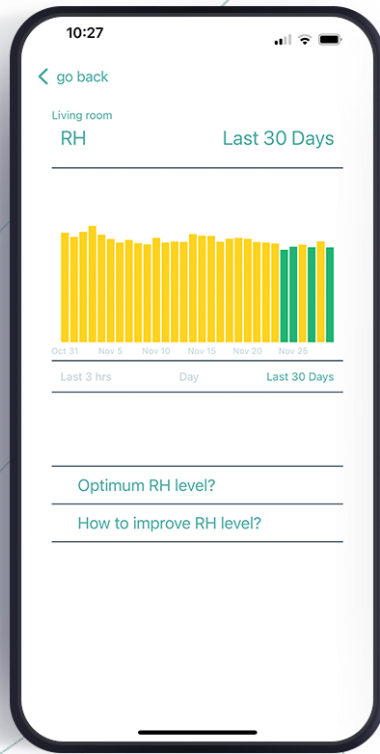 10:27
go back
Living room
RH Last 30 Days
Oct 31 Nov 5 Nov 10 Nov 15 Nov 20 Nov 25
Last 3 hrs Day Last 30 Days
Optimum RH level?
How to improve RH level?